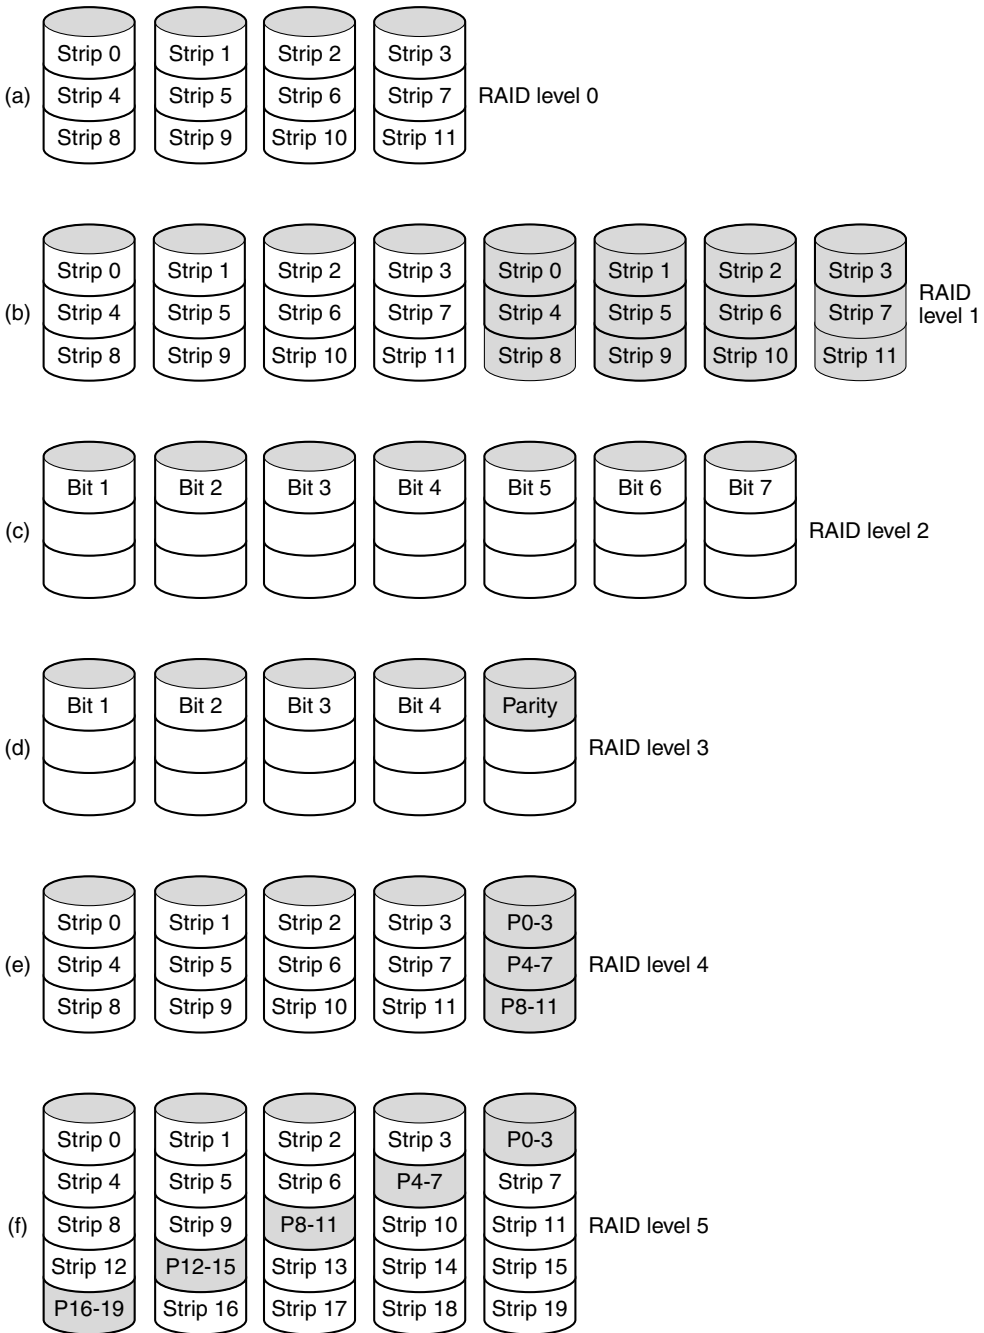 Strip 0 Strip 1 Strip 2 Strip 3
(a) Strip 4 Strip 5 Strip 6 Strip 7 RAID level 0
Strip 8 Strip 9 Strip 10 Strip 11
Strip 0 Strip 1 Strip 2 Strip 3 Strip 0 Strip 1 Strip 2 Strip 3
(b) Strip 4 Strip 5 Strip 6 Strip 7 Strip 4 Strip 5 Strip 6 Strip 7 RAID level 1
Strip 8 Strip 9 Strip 10 Strip 11 Strip 8 Strip 9 Strip 10 Strip 11
Bit 1 Bit 2 Bit 3 Bit 4 Bit 5 Bit 6 Bit 7
(c) RAID level 2
Bit 1 Bit 2 Bit 3 Bit 4 Parity
(d) RAID level 3
Strip 0 Strip 1 Strip 2 Strip 3 P0-3
(e) Strip 4 Strip 5 Strip 6 Strip 7 P4-7 RAID level 4
Strip 8 Strip 9 Strip 10 Strip 11 P8-11
Strip 0 Strip 1 Strip 2 Strip 3 P0-3
Strip 4 Strip 5 Strip 6 P4-7 Strip 7
(f) Strip 8 Strip 9 P8-11 Strip 10 Strip 11 RAID level 5
Strip 12 P12-15 Strip 13 Strip 14 Strip 15
P16-19 Strip 16 Strip 17 Strip 18 Strip 19